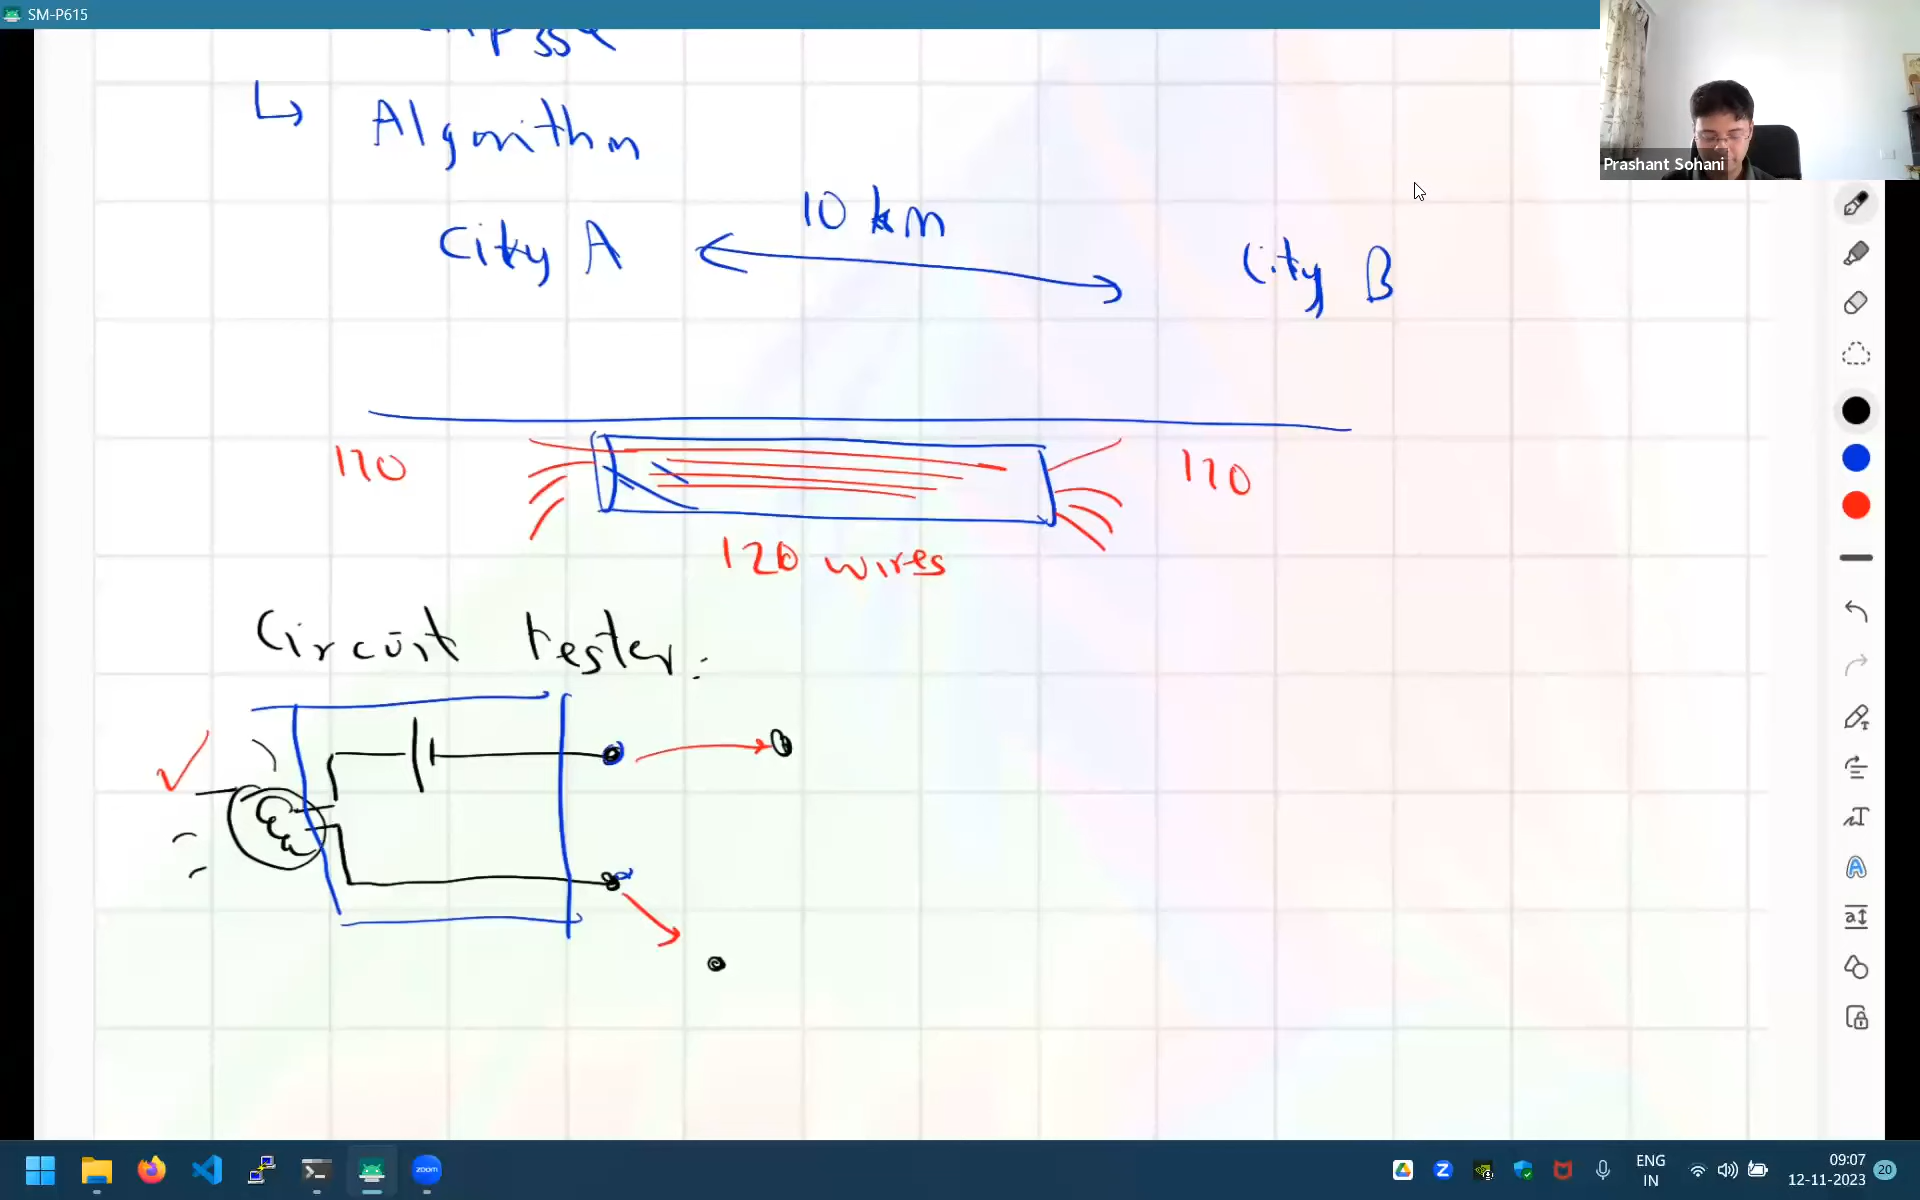 SM-P615
Prashant Sohani
↳ Algorithm
10 km
City A
City B
120
120
120 wires
Circuit tester:
zoom
ENG
IN
09:07
12-11-2023
20